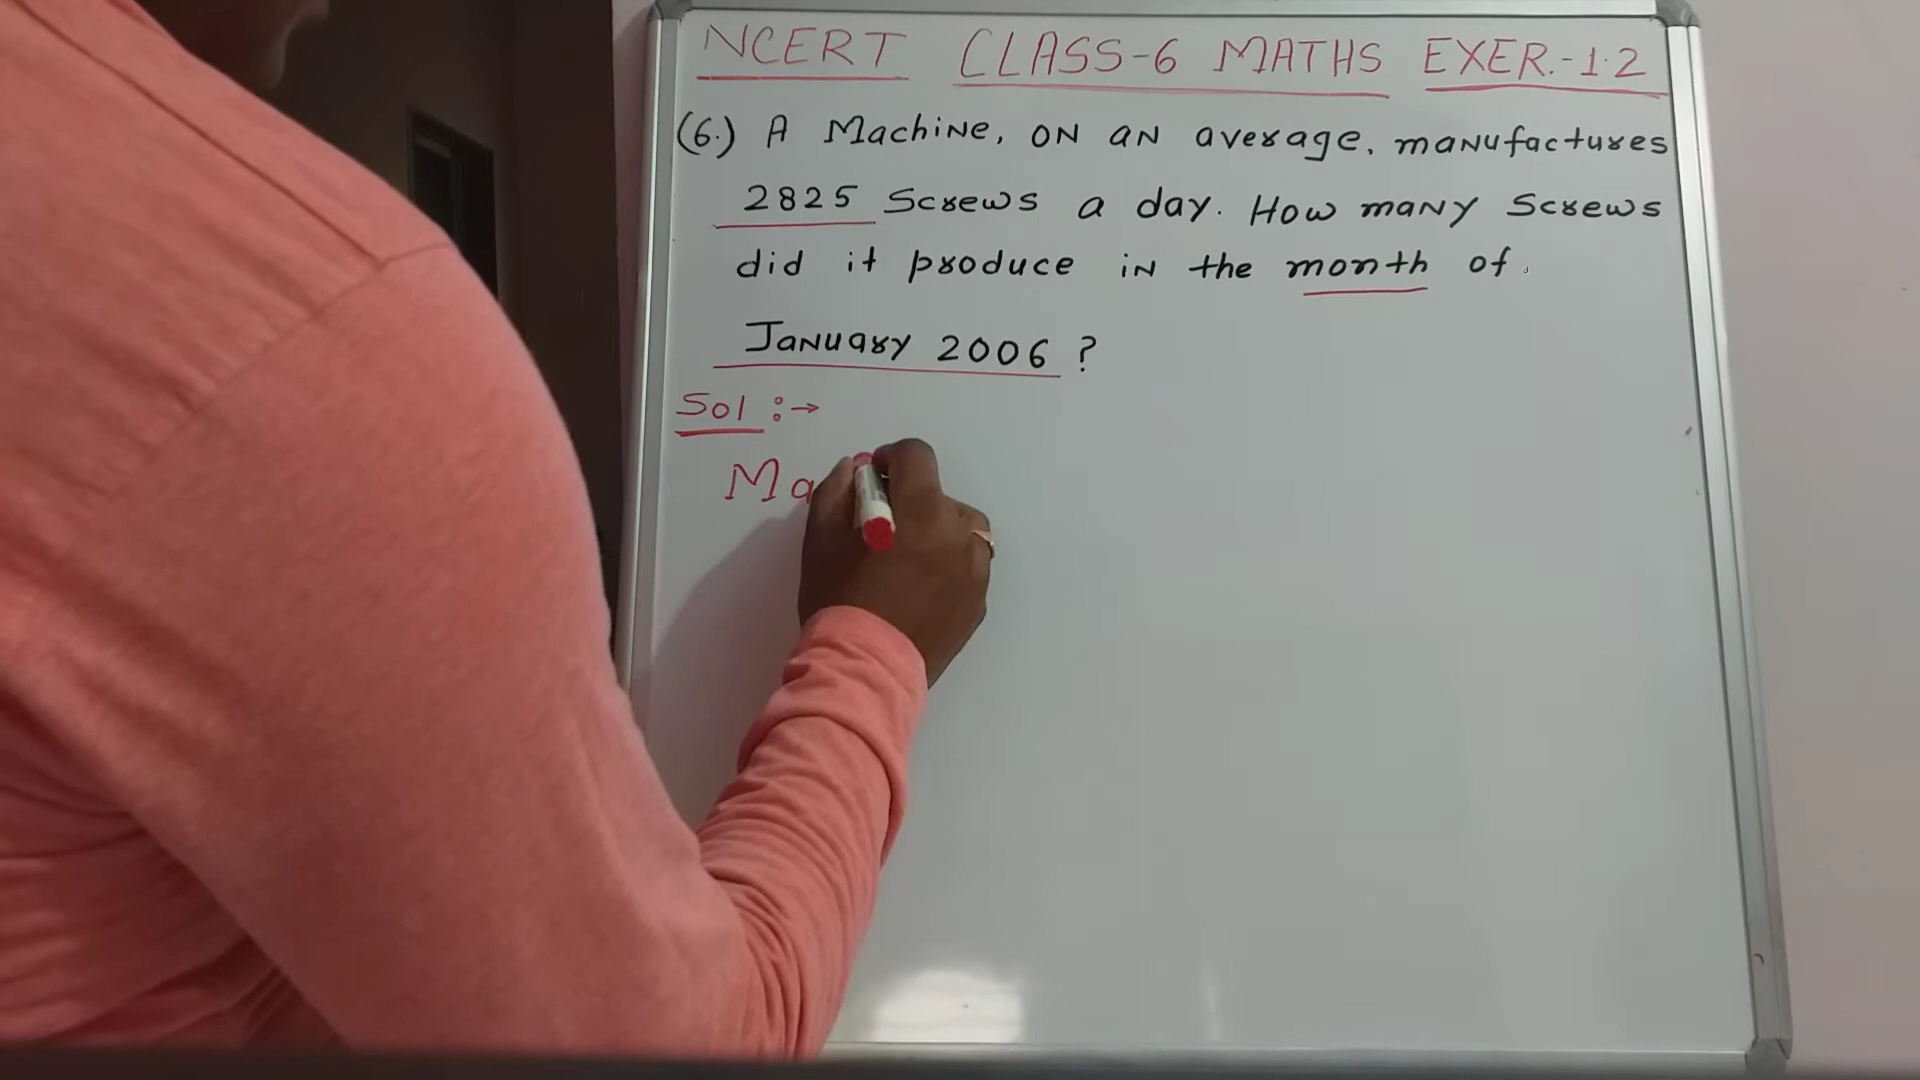 NCERT CLASS-6 MATHS EXER.-1.2
(6.) A Machine, ON AN average, manufactures
2825 Screws a day. How many Screws
did it produce in the month of
January 2006 ?
Sol :→
Ma